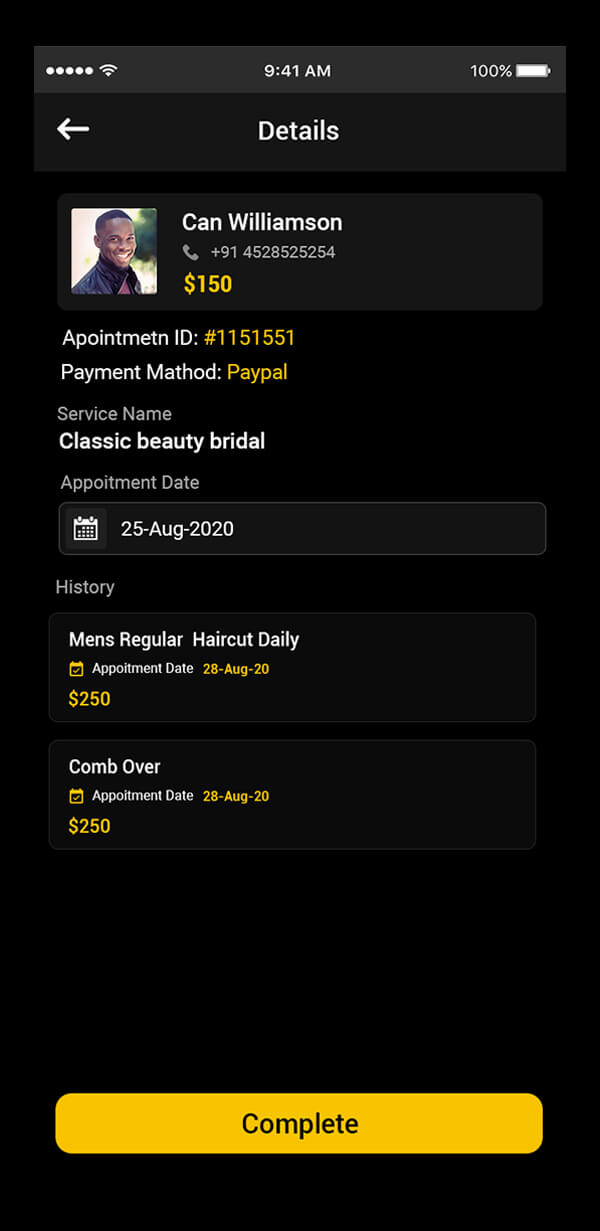 9:41 AM 100%
Details
Can Williamson
+91 4528525254
$150
Apointmetn ID: #1151551
Payment Mathod: Paypal
Service Name
Classic beauty bridal
Appoitment Date
25-Aug-2020
History
Mens Regular Haircut Daily
Appoitment Date 28-Aug-20
$250
Comb Over
Appoitment Date 28-Aug-20
$250
Complete